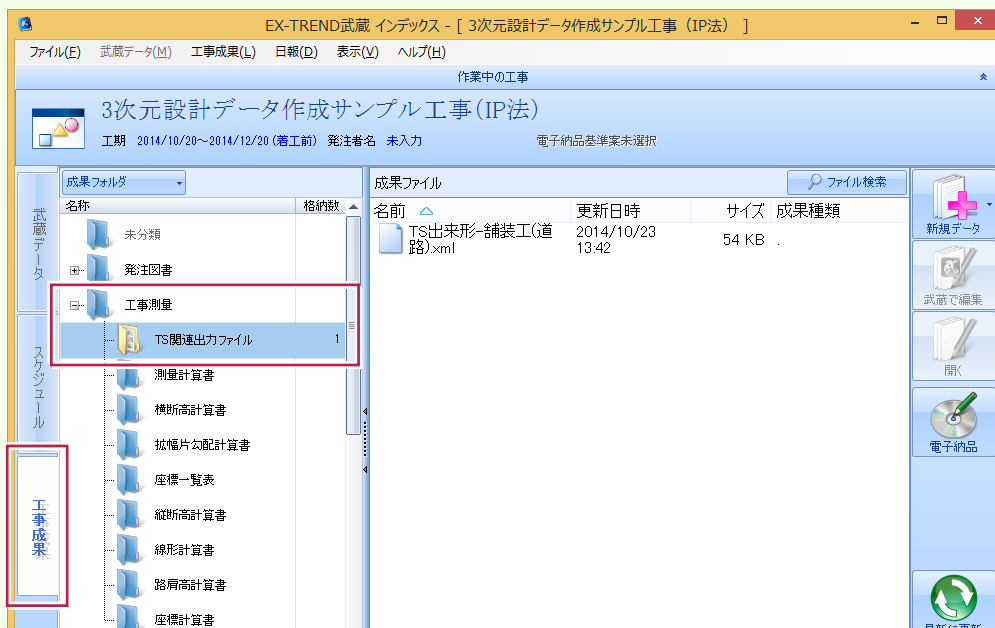 EX-TREND武蔵 インデックス - [ 3次元設計データ作成サンプル工事（IP法） ]
ファイル(F) 武蔵データ(M) 工事成果(L) 日報(D) 表示(V) ヘルプ(H)
作業中の工事
3次元設計データ作成サンプル工事（IP法）
工期 2014/10/20～2014/12/20 (着工前) 発注者名 未入力 電子納品基準案未選択
武蔵データ
スケジュール
工事成果
成果フォルダ
名称 格納数
未分類
発注図書
工事測量
TS関連出力ファイル 1
測量計算書
横断高計算書
拡幅片勾配計算書
座標一覧表
縦断高計算書
線形計算書
路肩高計算書
座標計算書
成果ファイル ファイル検索
名前 更新日時 サイズ 成果種類
TS出来形-舗装工(道路).xml 2014/10/23 13:42 54 KB .
新規データ
武蔵で編集
開く
電子納品
最新に更新